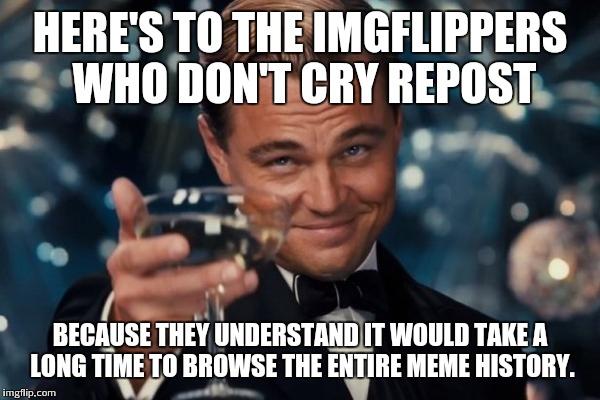 HERE'S TO THE IMGFLIPPERS
WHO DON'T CRY REPOST
BECAUSE THEY UNDERSTAND IT WOULD TAKE A
LONG TIME TO BROWSE THE ENTIRE MEME HISTORY.
imgflip.com